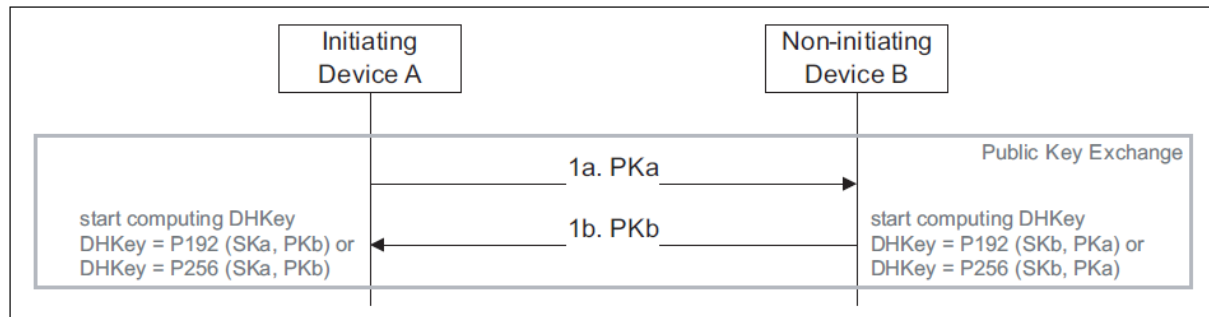 Initiating
Device A
Non-initiating
Device B
Public Key Exchange
1a. PKa
start computing DHKey
DHKey = P192 (SKa, PKb) or
DHKey = P256 (SKa, PKb)
1b. PKb
start computing DHKey
DHKey = P192 (SKb, PKa) or
DHKey = P256 (SKb, PKa)